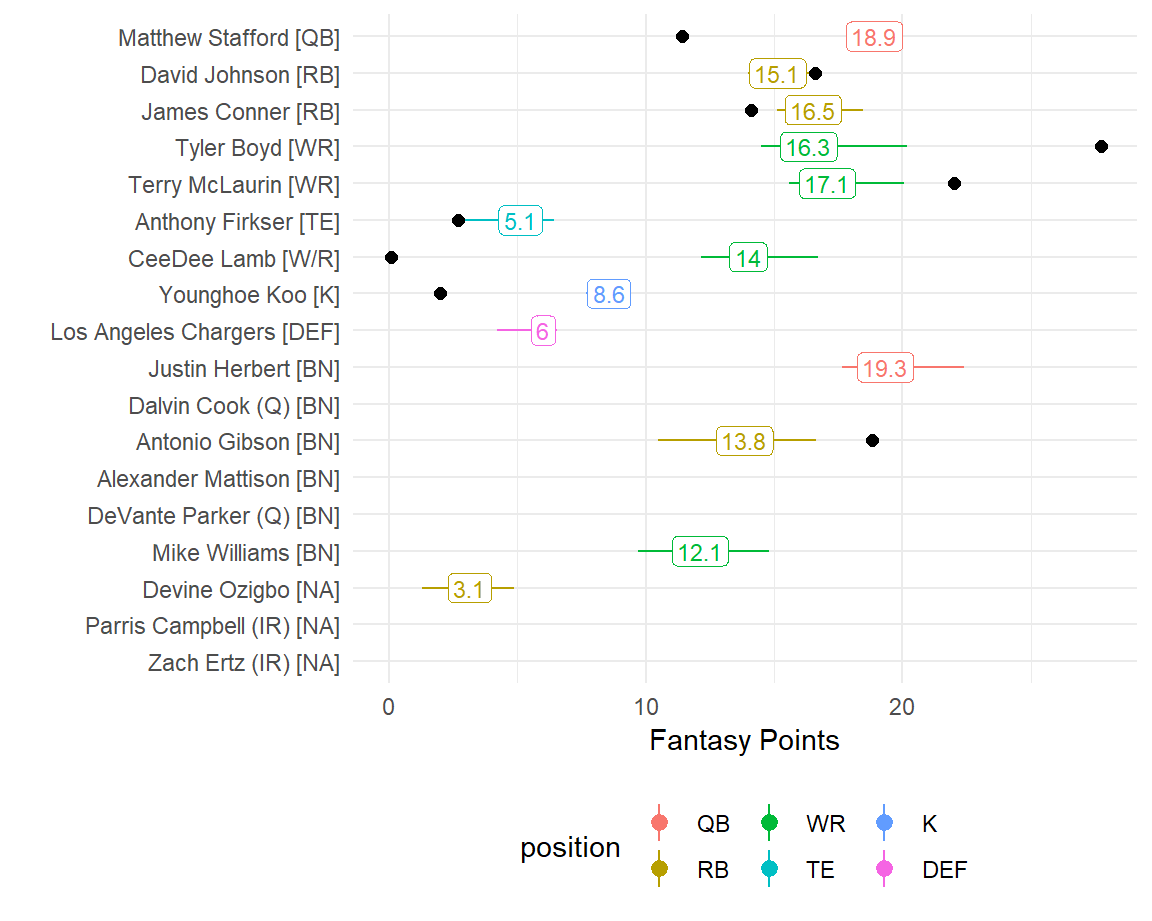 Matthew Stafford [QB] 18.9
David Johnson [RB] 15.1
James Conner [RB] 16.5
Tyler Boyd [WR] 16.3
Terry McLaurin [WR] 17.1
Anthony Firkser [TE] 5.1
CeeDee Lamb [W/R] 14
Younghoe Koo [K] 8.6
Los Angeles Chargers [DEF] 6
Justin Herbert [BN] 19.3
Dalvin Cook (Q) [BN]
Antonio Gibson [BN] 13.8
Alexander Mattison [BN]
DeVante Parker (Q) [BN]
Mike Williams [BN] 12.1
Devine Ozigbo [NA] 3.1
Parris Campbell (IR) [NA]
Zach Ertz (IR) [NA]
0 10 20
Fantasy Points
position
QB WR K
RB TE DEF